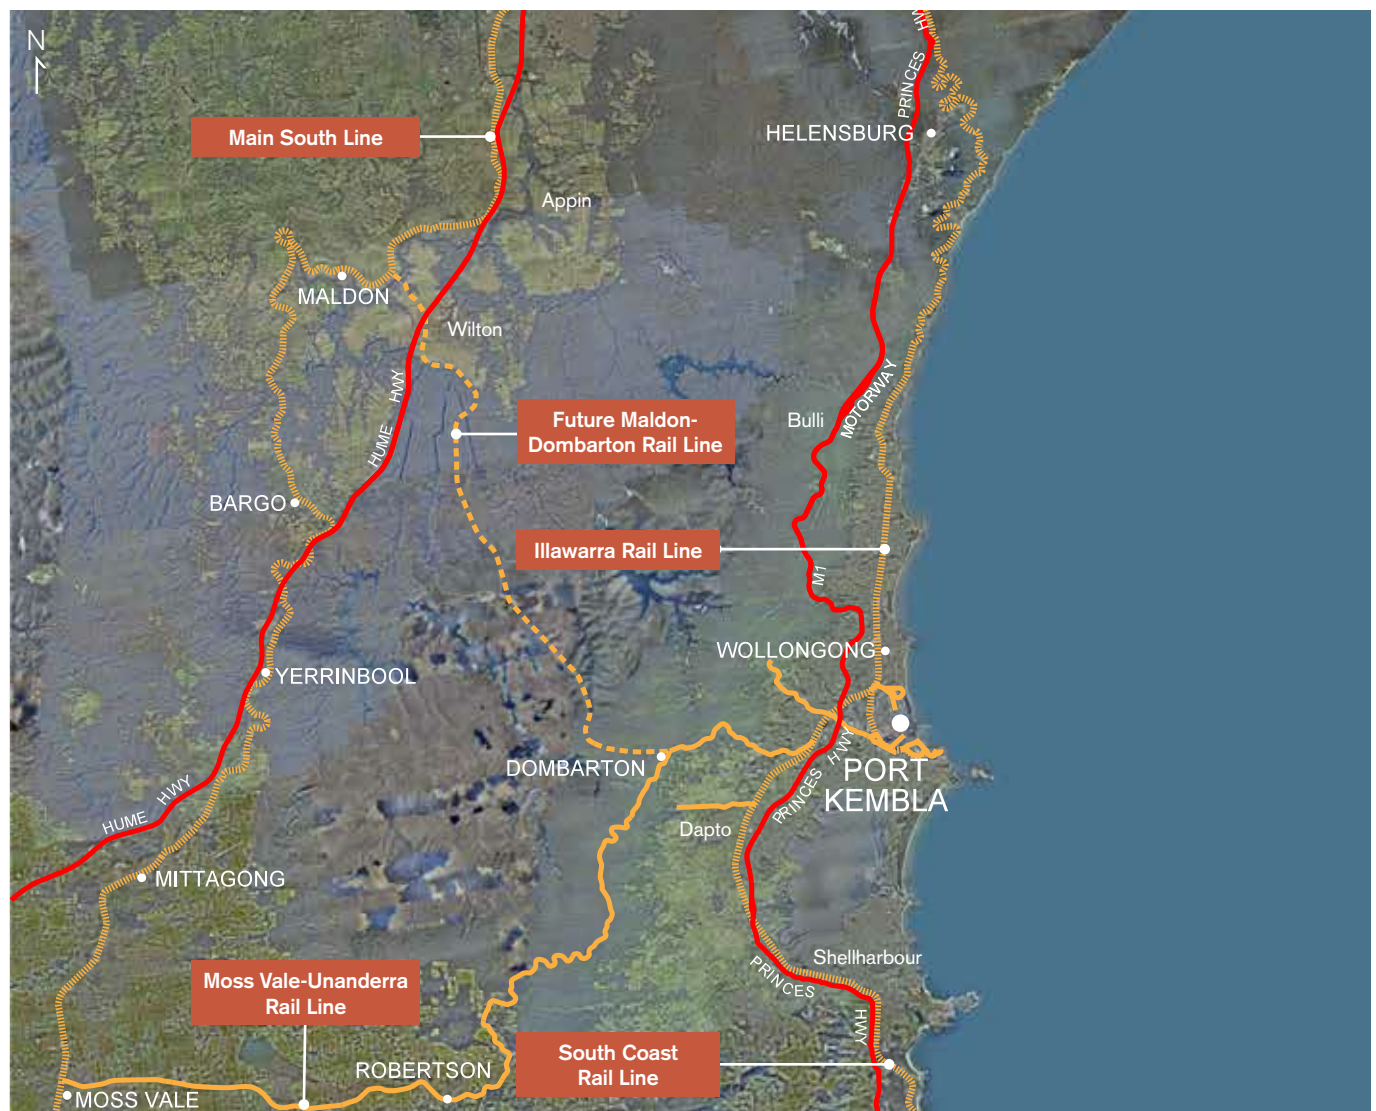 N
MWH
PRINCES
Main South Line
HELENSBURG
Appin
MALDON
Wilton
HUME HWY
Future Maldon-
Dombarton Rail Line
Bulli
MOTORWAY
BARGO
Illawarra Rail Line
M1
WOLLONGONG
YERRINBOOL
DOMBARTON
PRINCES HWY
PORT
KEMBLA
HUME HWY
Dapto
MITTAGONG
Shellharbour
Moss Vale-Unanderra
Rail Line
PRINCES HWY
South Coast
Rail Line
ROBERTSON
MOSS VALE